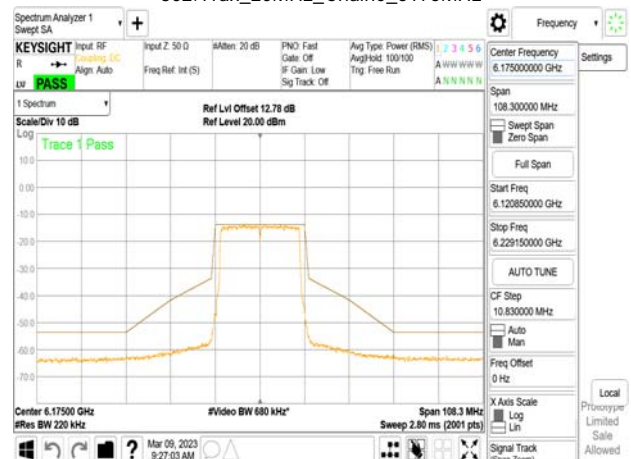 Spectrum Analyzer 1
Swept SA
Frequency
KEYSIGHT
R
LXI
PASS
Input: RF
Coupling: DC
Align: Auto
Input Z: 50 Ω
Freq Ref: Int (S)
#Atten: 20 dB
PNO: Fast
Gate: Off
IF Gain: Low
Sig Track: Off
Avg Type: Power (RMS)
Avg|Hold: 100/100
Trig: Free Run
1 2 3 4 5 6
A W W W W W
A N N N N N
Center Frequency
6.175000000 GHz
Settings
Span
108.300000 MHz
Swept Span
Zero Span
Full Span
Start Freq
6.120850000 GHz
Stop Freq
6.229150000 GHz
AUTO TUNE
CF Step
10.830000 MHz
Auto
Man
Freq Offset
0 Hz
X Axis Scale
Log
Lin
Signal Track
Local
Prototype
Limited
Sale
Allowed
1 Spectrum
Scale/Div 10 dB
Log
Ref Lvl Offset 12.78 dB
Ref Level 20.00 dBm
Trace 1 Pass
10.0
0.00
-10.0
-20.0
-30.0
-40.0
-50.0
-60.0
-70.0
Center 6.17500 GHz
#Res BW 220 kHz
#Video BW 680 kHz*
Span 108.3 MHz
Sweep 2.80 ms (2001 pts)
?
Mar 09, 2023
9:27:03 AM